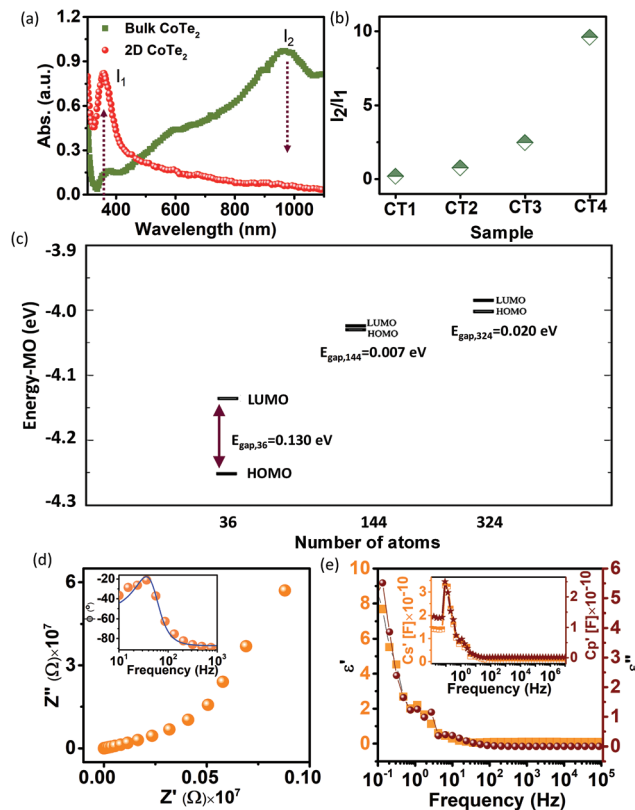 (a)
Bulk CoTe₂
2D CoTe₂
I₁
I₂
Abs. (a.u.)
1.2
0.9
0.6
0.3
0.0
400 600 800 1000
Wavelength (nm)
(b)
I₂/I₁
10
5
0
CT1 CT2 CT3 CT4
Sample
(c)
Energy-MO (eV)
-3.9
-4.0
-4.1
-4.2
-4.3
LUMO
HOMO
E_gap,36=0.130 eV
LUMO
HOMO
E_gap,144=0.007 eV
LUMO
HOMO
E_gap,324=0.020 eV
36 144 324
Number of atoms
(d)
Z'' (Ω)×10⁷
6
3
0
0.00 0.05 0.10
Z' (Ω)×10⁷
ϕ (°)
-20
-40
-60
-80
10¹ 10² 10³
Frequency (Hz)
(e)
ε'
10
8
6
4
2
0
ε''
6
5
4
3
2
1
0
10⁻¹ 10⁰ 10¹ 10² 10³ 10⁴ 10⁵
Frequency (Hz)
Cs' [F]×10⁻¹⁰
3
2
1
0
Cp' [F]×10⁻¹⁰
2
1
0
10⁰ 10² 10⁴ 10⁶
Frequency (Hz)